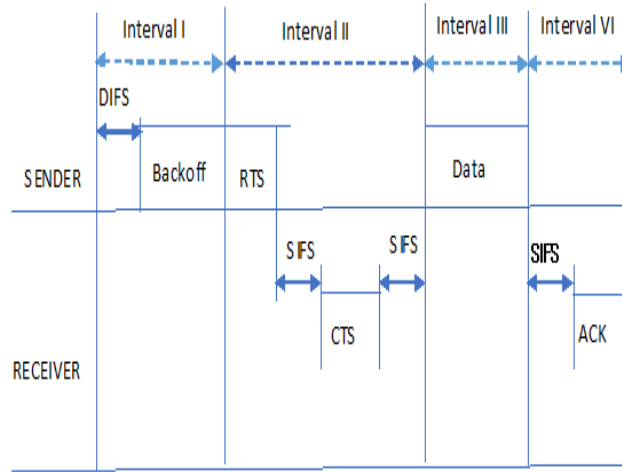 Interval I
Interval II
Interval III
Interval VI
DIFS
SENDER
Backoff
RTS
Data
SIFS
SIFS
SIFS
CTS
ACK
RECEIVER